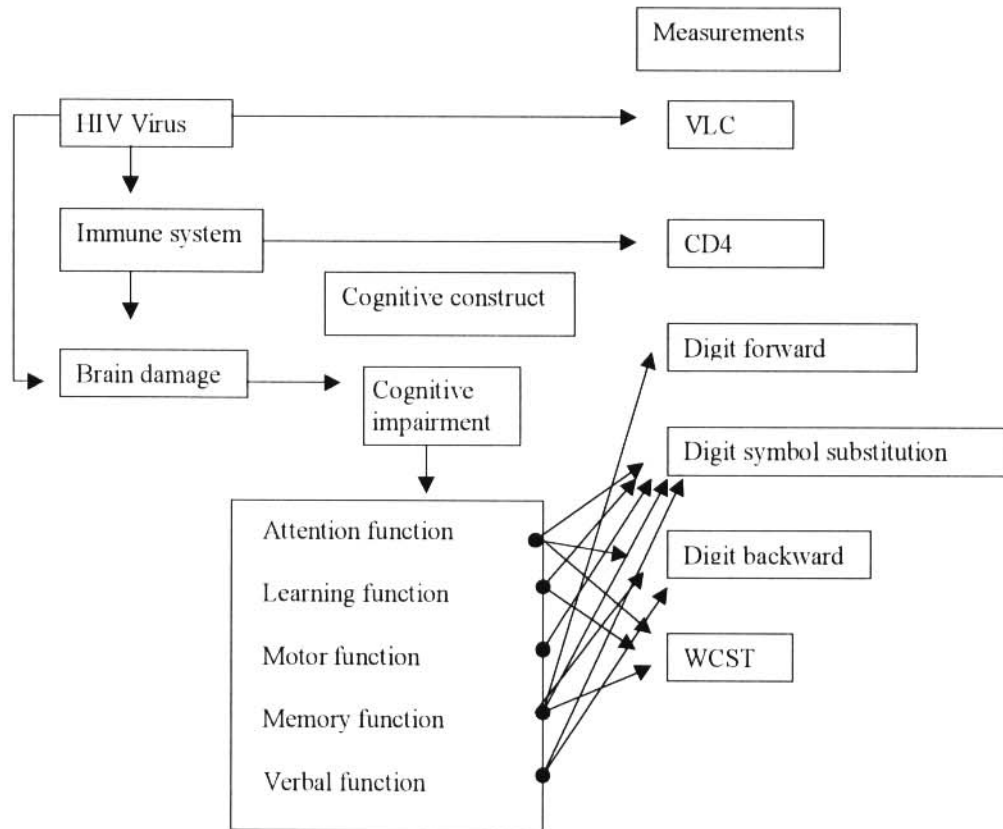 Measurements
HIV Virus
VLC
Immune system
CD4
Cognitive construct
Digit forward
Brain damage
Cognitive
impairment
Digit symbol substitution
Attention function
Digit backward
Learning function
Motor function
WCST
Memory function
Verbal function